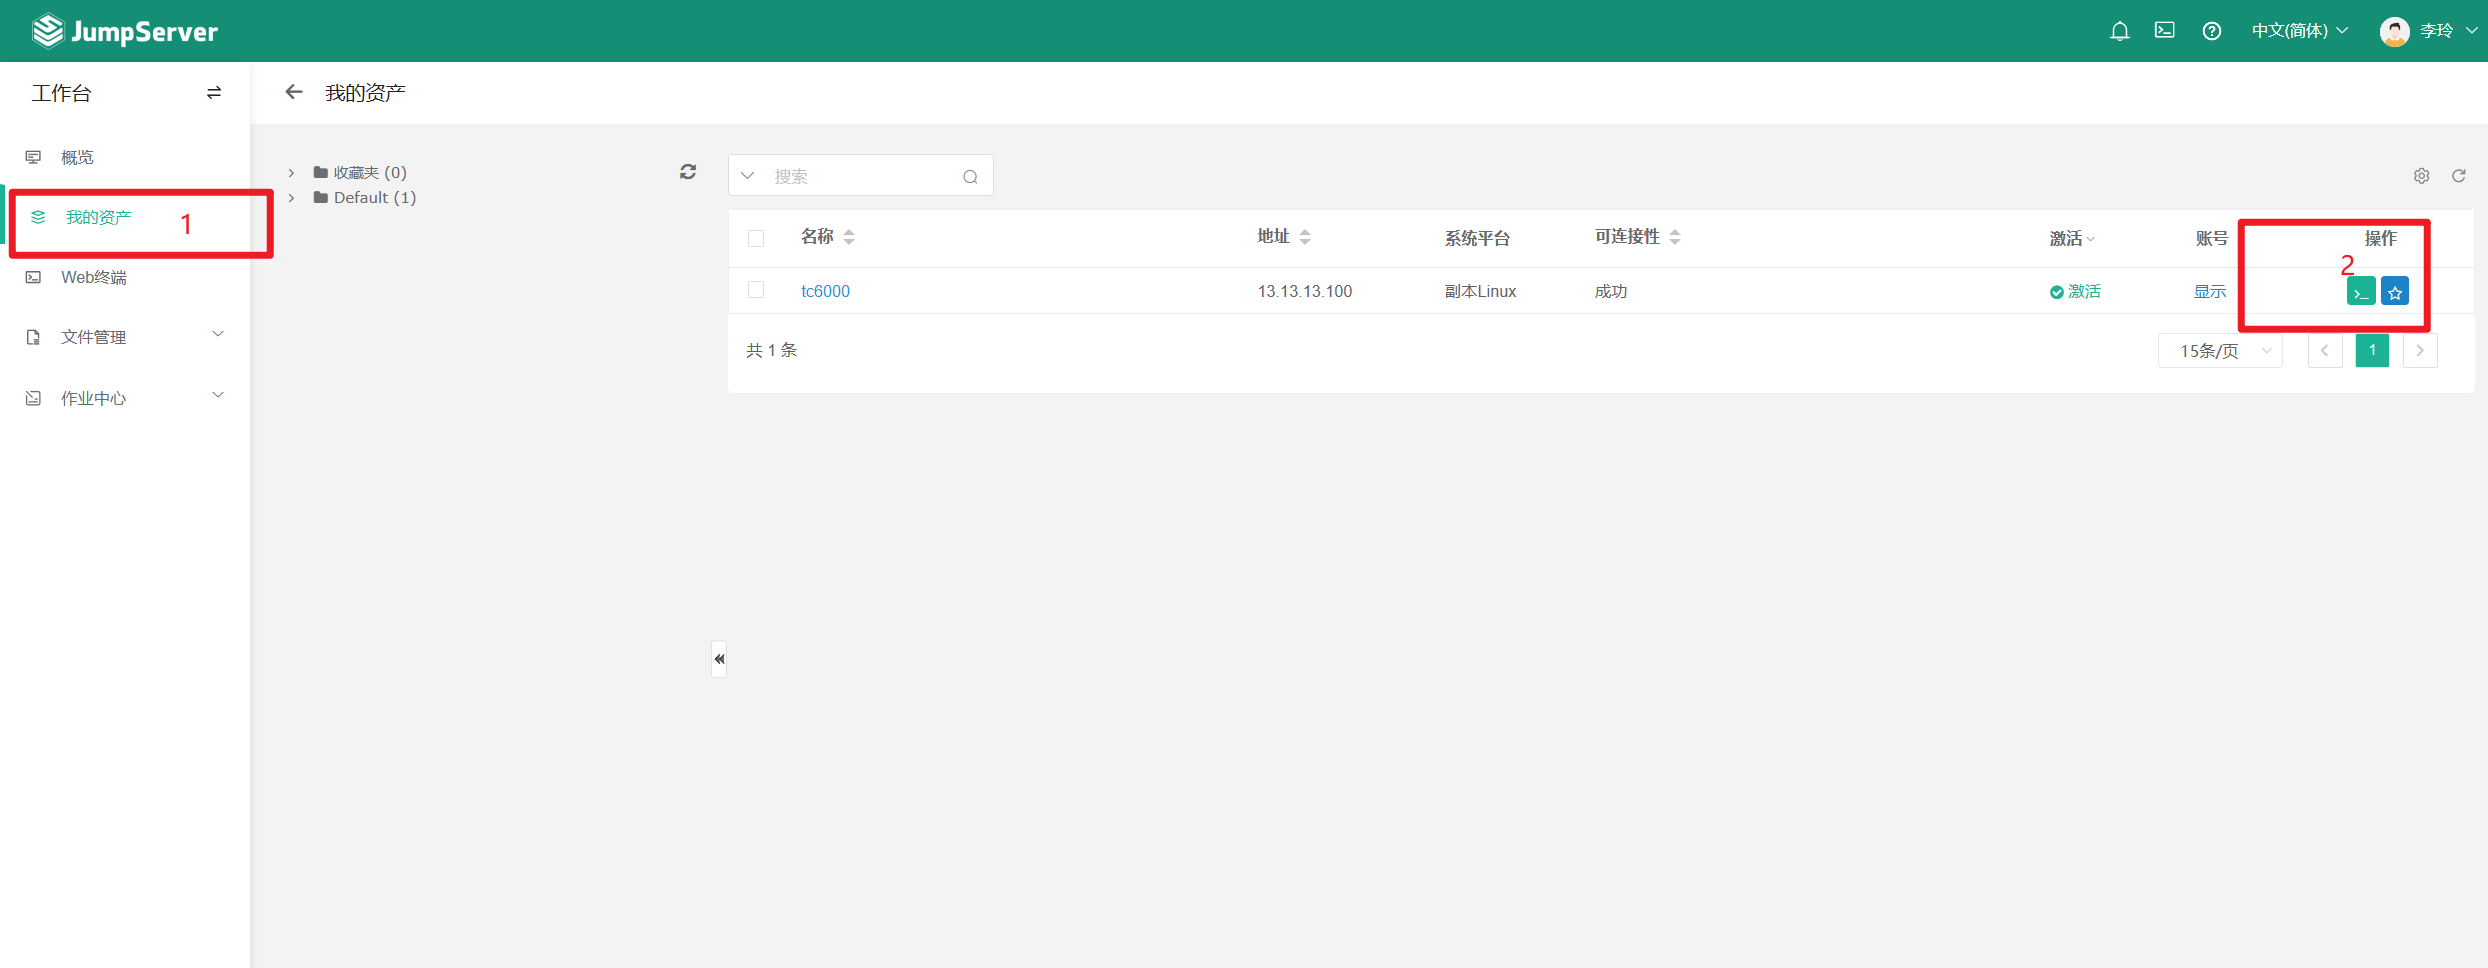 JumpServer
中文(简体)
李玲
工作台
我的资产
概览
我的资产 1
Web终端
文件管理
作业中心
收藏夹 (0)
Default (1)
搜索
名称 地址 系统平台 可连接性 激活 账号 操作
2
tc6000 13.13.13.100 副本Linux 成功 激活 显示
共 1 条
15条/页
1